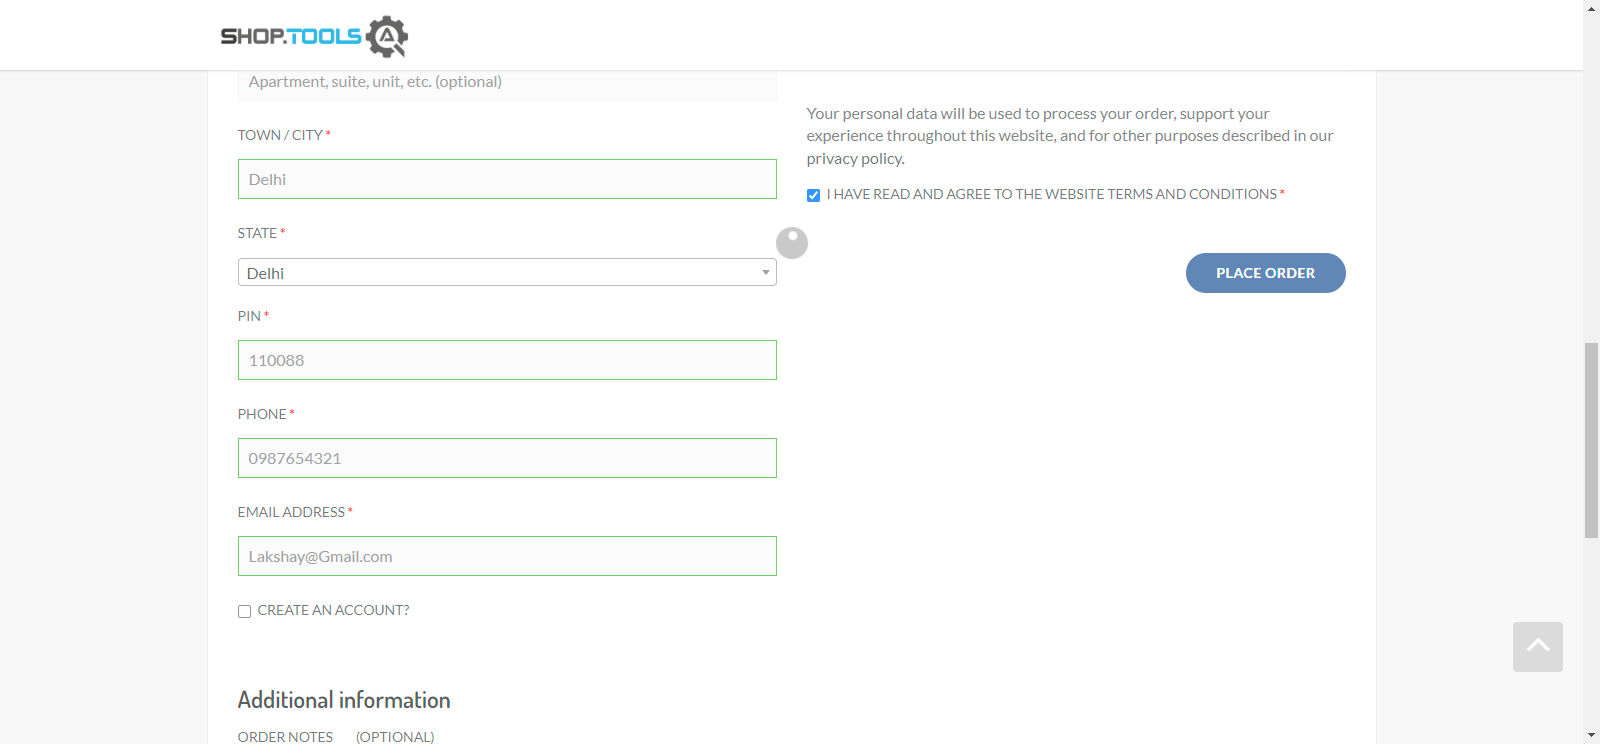 SHOP.TOOLS
Apartment, suite, unit, etc. (optional)
TOWN / CITY *
Delhi
STATE *
Delhi
PIN *
110088
PHONE *
0987654321
EMAIL ADDRESS *
Lakshay@Gmail.com
CREATE AN ACCOUNT?
Additional information
ORDER NOTES (OPTIONAL)
Your personal data will be used to process your order, support your
experience throughout this website, and for other purposes described in our
privacy policy.
I HAVE READ AND AGREE TO THE WEBSITE TERMS AND CONDITIONS *
PLACE ORDER